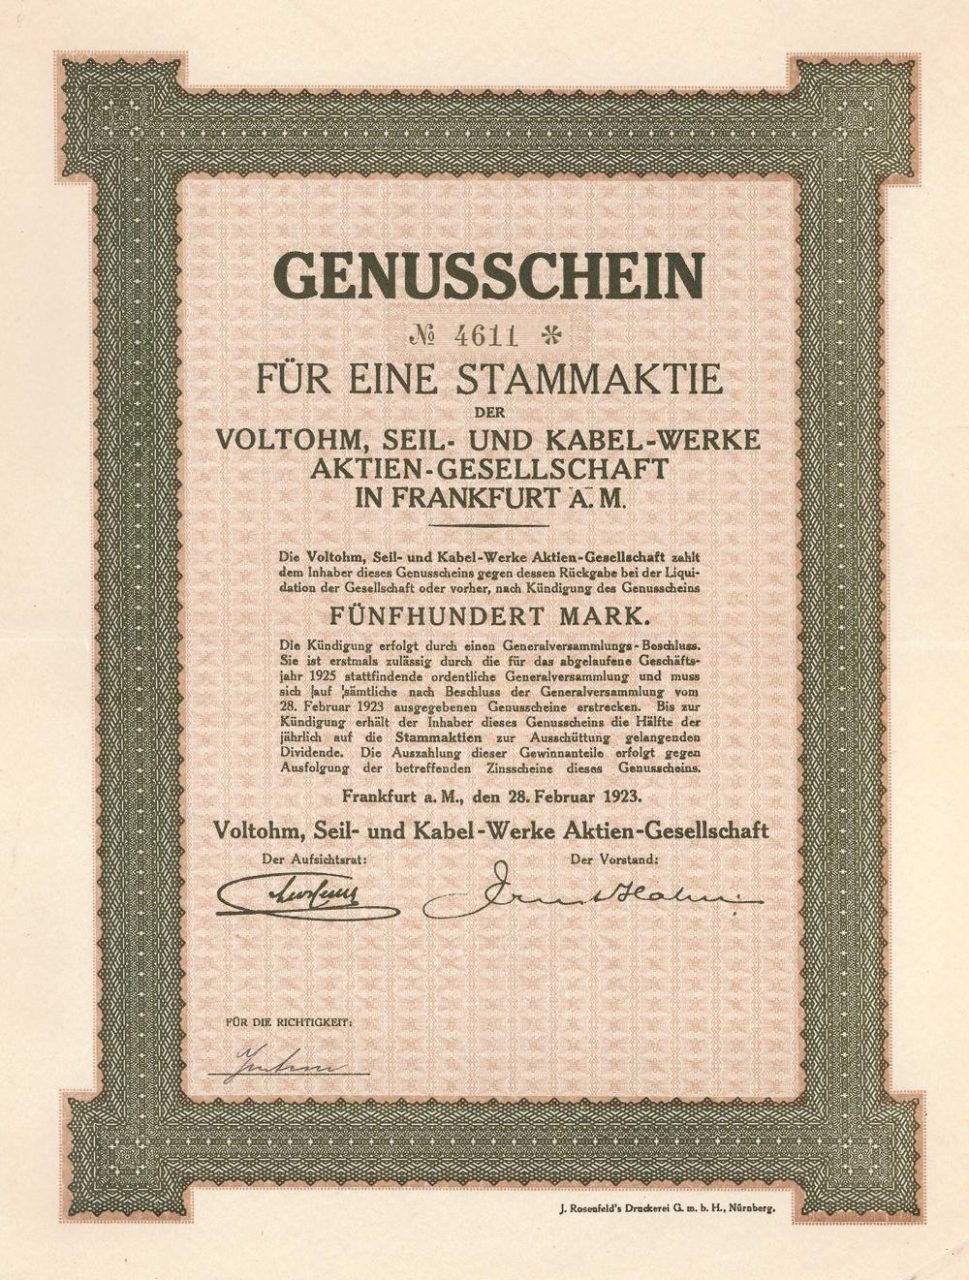 GENUSSCHEIN
№ 4611 *
FÜR EINE STAMMAKTIE
DER
VOLTOHM, SEIL- UND KABEL-WERKE
AKTIEN-GESELLSCHAFT
IN FRANKFURT A. M.
Die Voltohm, Seil- und Kabel-Werke Aktien-Gesellschaft zahlt
dem Inhaber dieses Genusscheins gegen dessen Rückgabe bei der Liqui-
dation der Gesellschaft oder vorher, nach Kündigung des Genusscheins
FÜNFHUNDERT MARK.
Die Kündigung erfolgt durch einen Generalversammlungs-Beschluss.
Sie ist erstmals zulässig durch die für das abgelaufene Geschäfts-
jahr 1925 stattfindende ordentliche Generalversammlung und muss
sich auf sämtliche nach Beschluss der Generalversammlung vom
28. Februar 1923 ausgegebenen Genusscheine erstrecken. Bis zur
Kündigung erhält der Inhaber dieses Genusscheins die Hälfte der
jährlich auf die Stammaktien zur Ausschüttung gelangenden
Dividende. Die Auszahlung dieser Gewinnanteile erfolgt gegen
Ausfolgung der betreffenden Zinsscheine dieses Genusscheins.
Frankfurt a. M., den 28. Februar 1923.
Voltohm, Seil- und Kabel-Werke Aktien-Gesellschaft
Der Aufsichtsrat: Der Vorstand:
FÜR DIE RICHTIGKEIT:
J. Rosenfeld's Druckerei G. m. b. H., Nürnberg.